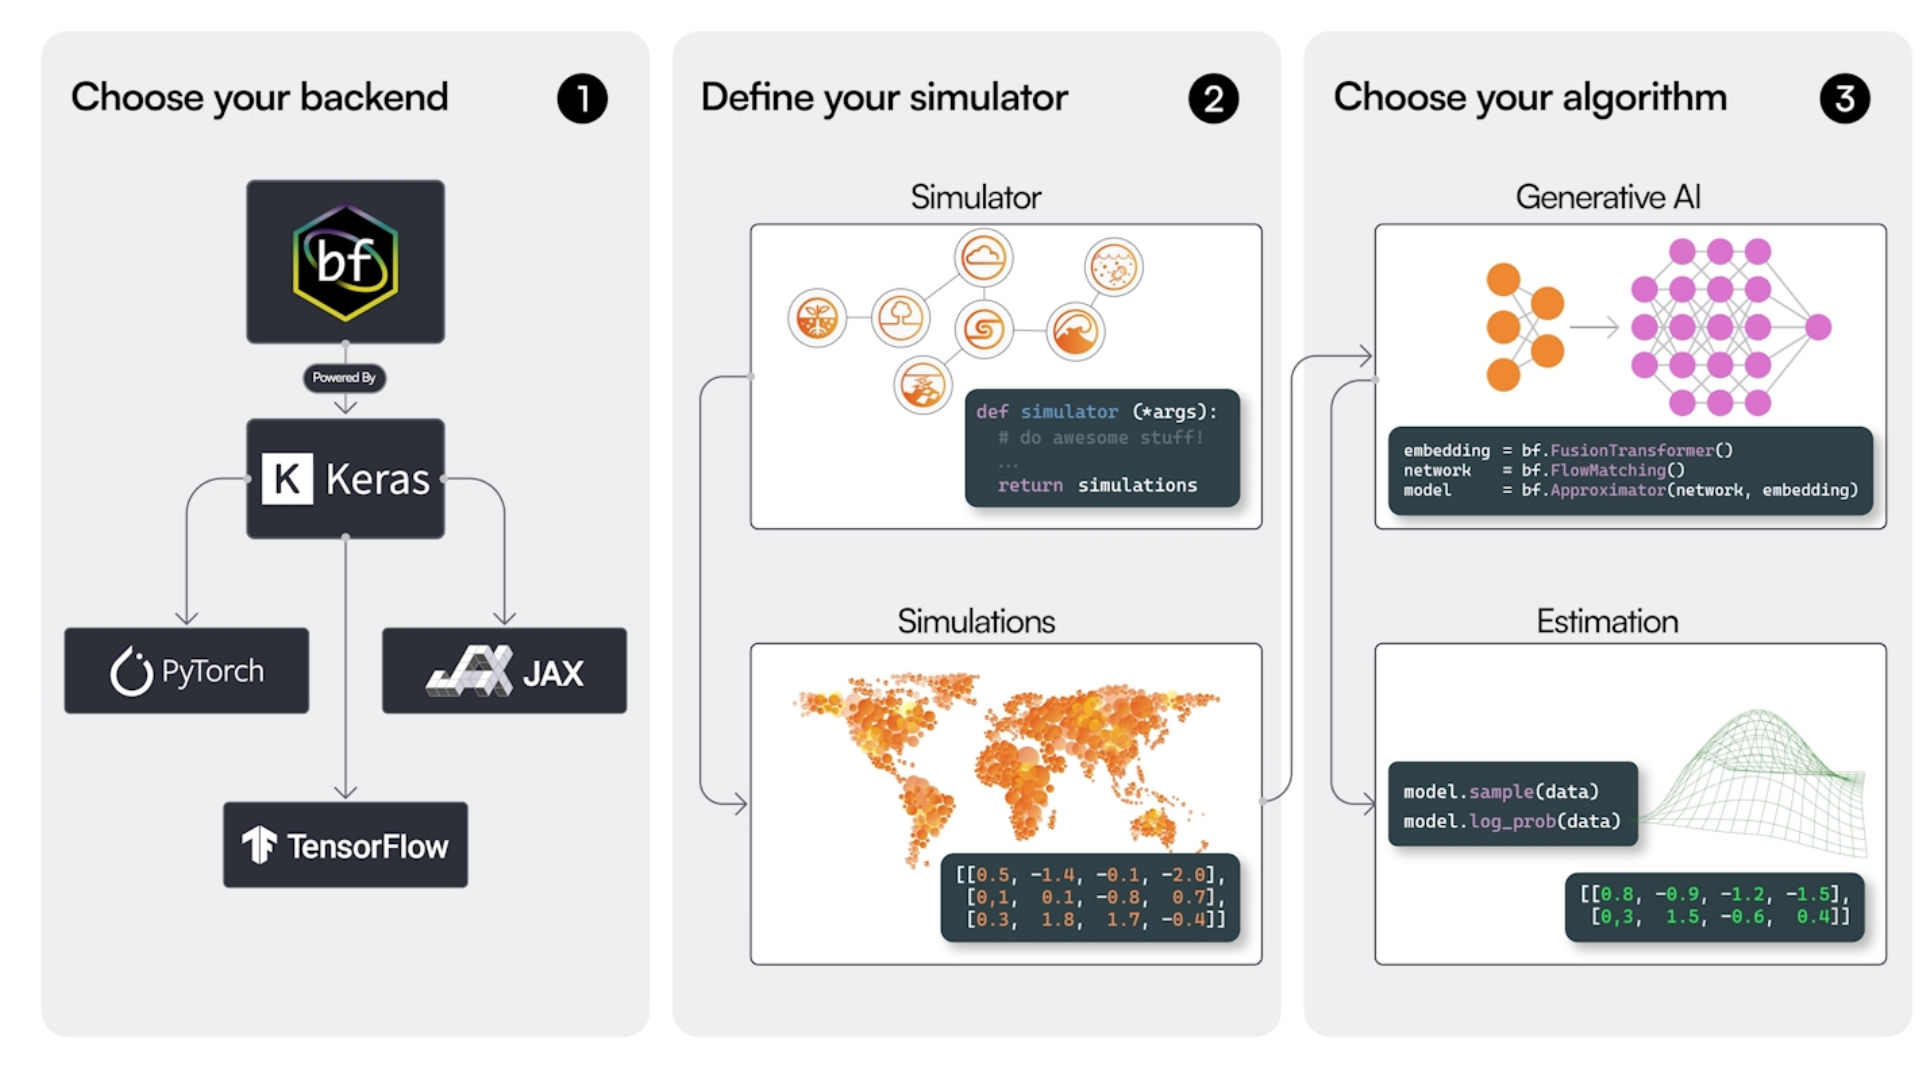 Choose your backend
1
bf
Powered By
K Keras
PyTorch
JAX JAX
TensorFlow
Define your simulator
2
Simulator
def simulator (*args):
# do awesome stuff!
...
return simulations
Simulations
[[0.5, -1.4, -0.1, -2.0],
[0,1, 0.1, -0.8, 0.7],
[0.3, 1.8, 1.7, -0.4]]
Choose your algorithm
3
Generative AI
embedding = bf.FusionTransformer()
network = bf.FlowMatching()
model = bf.Approximator(network, embedding)
Estimation
model.sample(data)
model.log_prob(data)
[[0.8, -0.9, -1.2, -1.5],
[0,3, 1.5, -0.6, 0.4]]